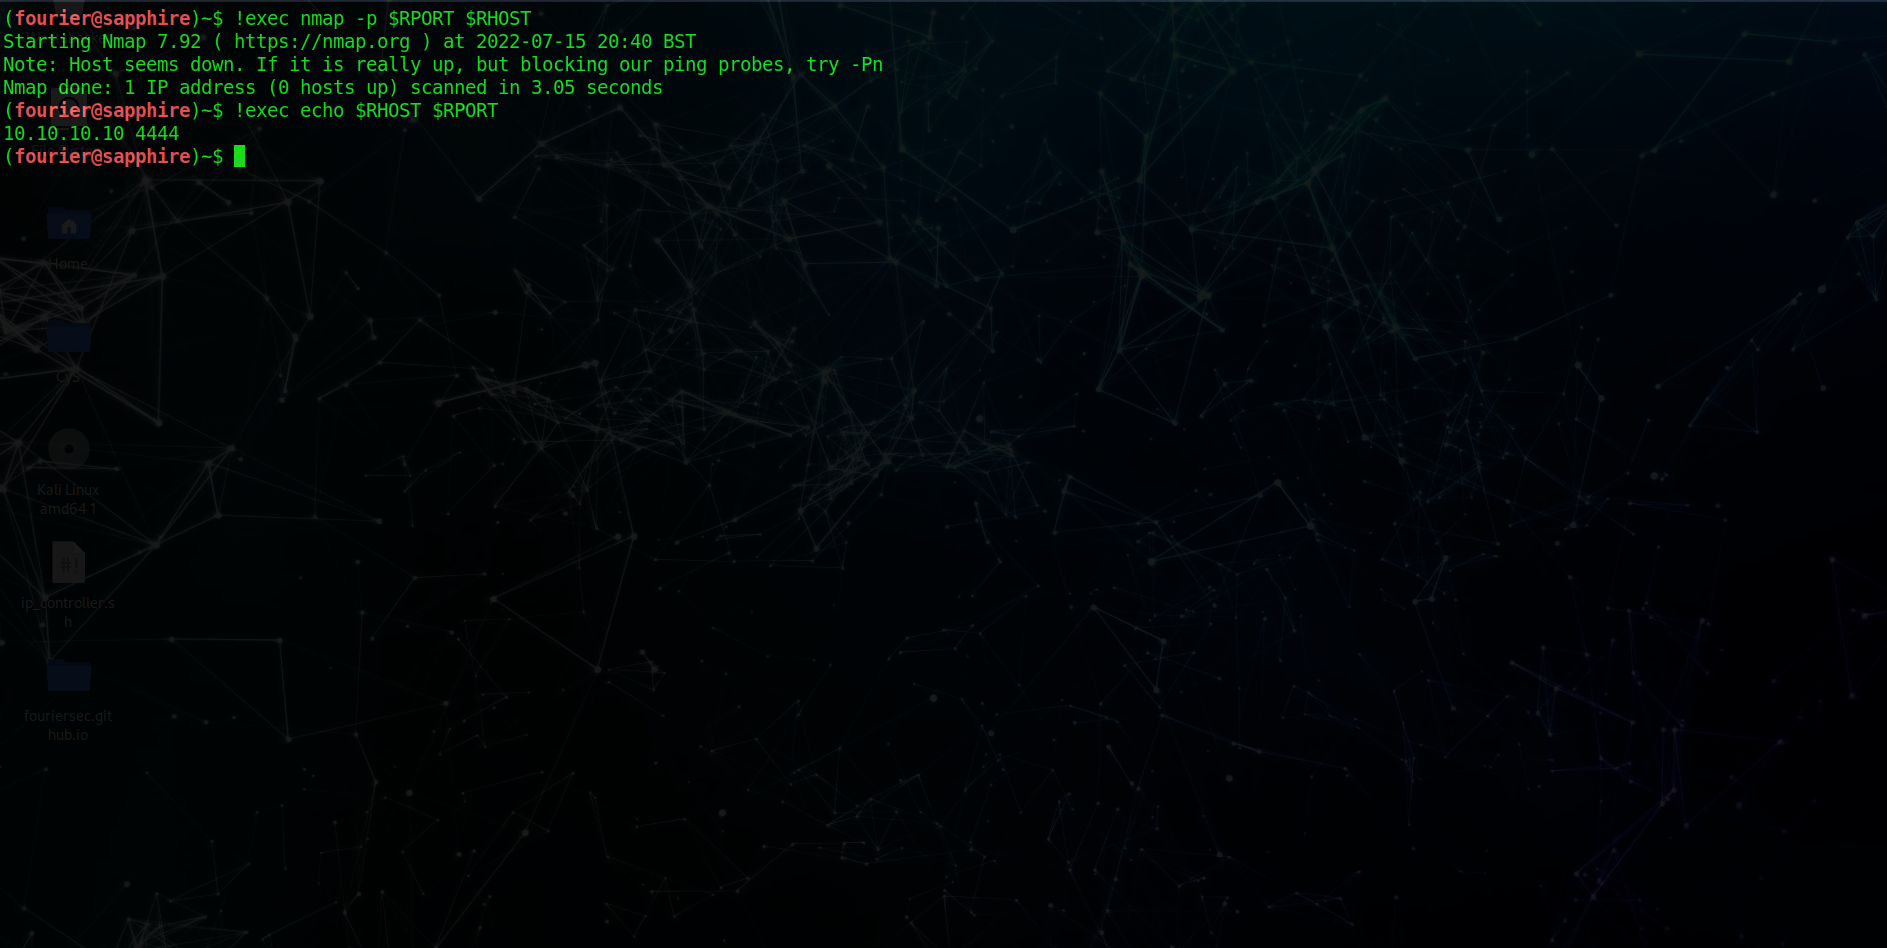 (fourier@sapphire)~$ !exec nmap -p $RPORT $RHOST
Starting Nmap 7.92 ( https://nmap.org ) at 2022-07-15 20:40 BST
Note: Host seems down. If it is really up, but blocking our ping probes, try -Pn
Nmap done: 1 IP address (0 hosts up) scanned in 3.05 seconds
(fourier@sapphire)~$ !exec echo $RHOST $RPORT
10.10.10.10 4444
(fourier@sapphire)~$
Home
Kali Linux
amd64 1
#!
ip_controller.s
h
fouriersec.git
hub.io